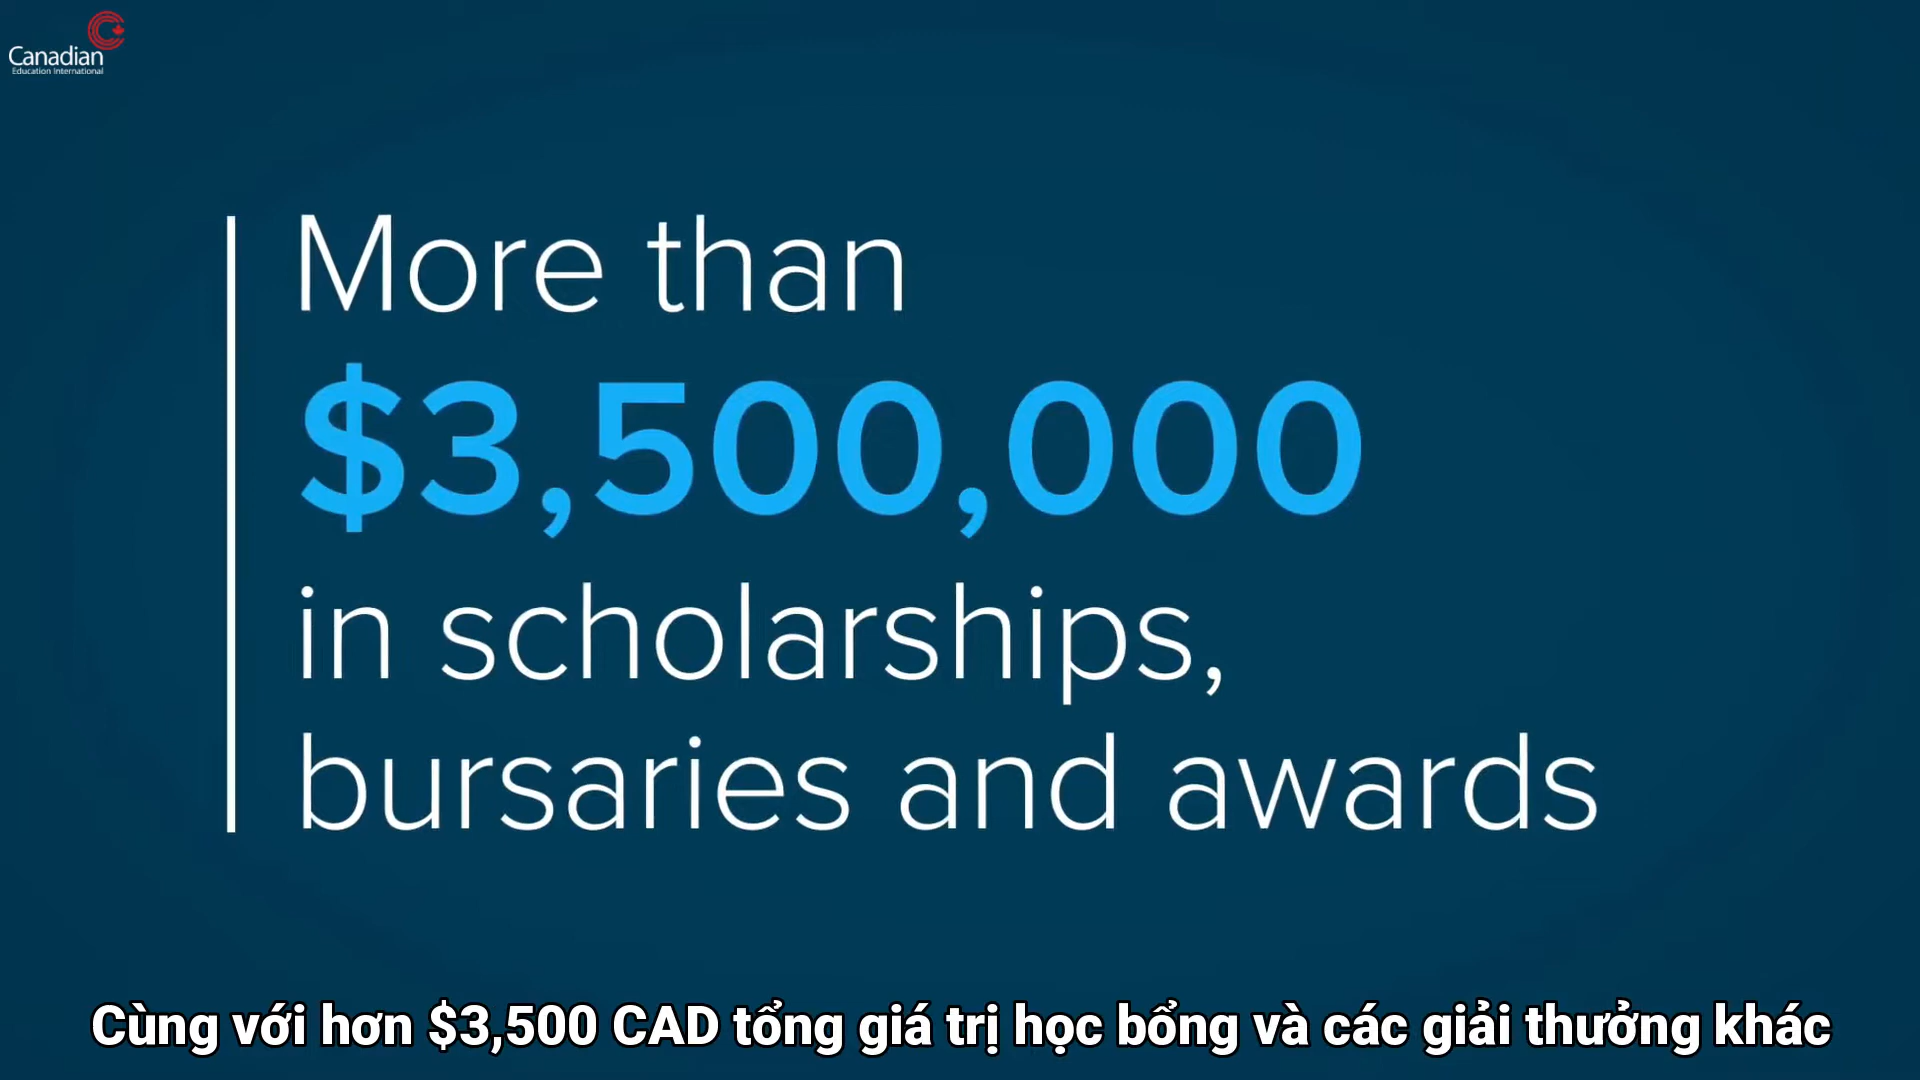 Canadian
Education International
More than
$3,500,000
in scholarships,
bursaries and awards
Cùng với hơn $3,500 CAD tổng giá trị học bổng và các giải thưởng khác